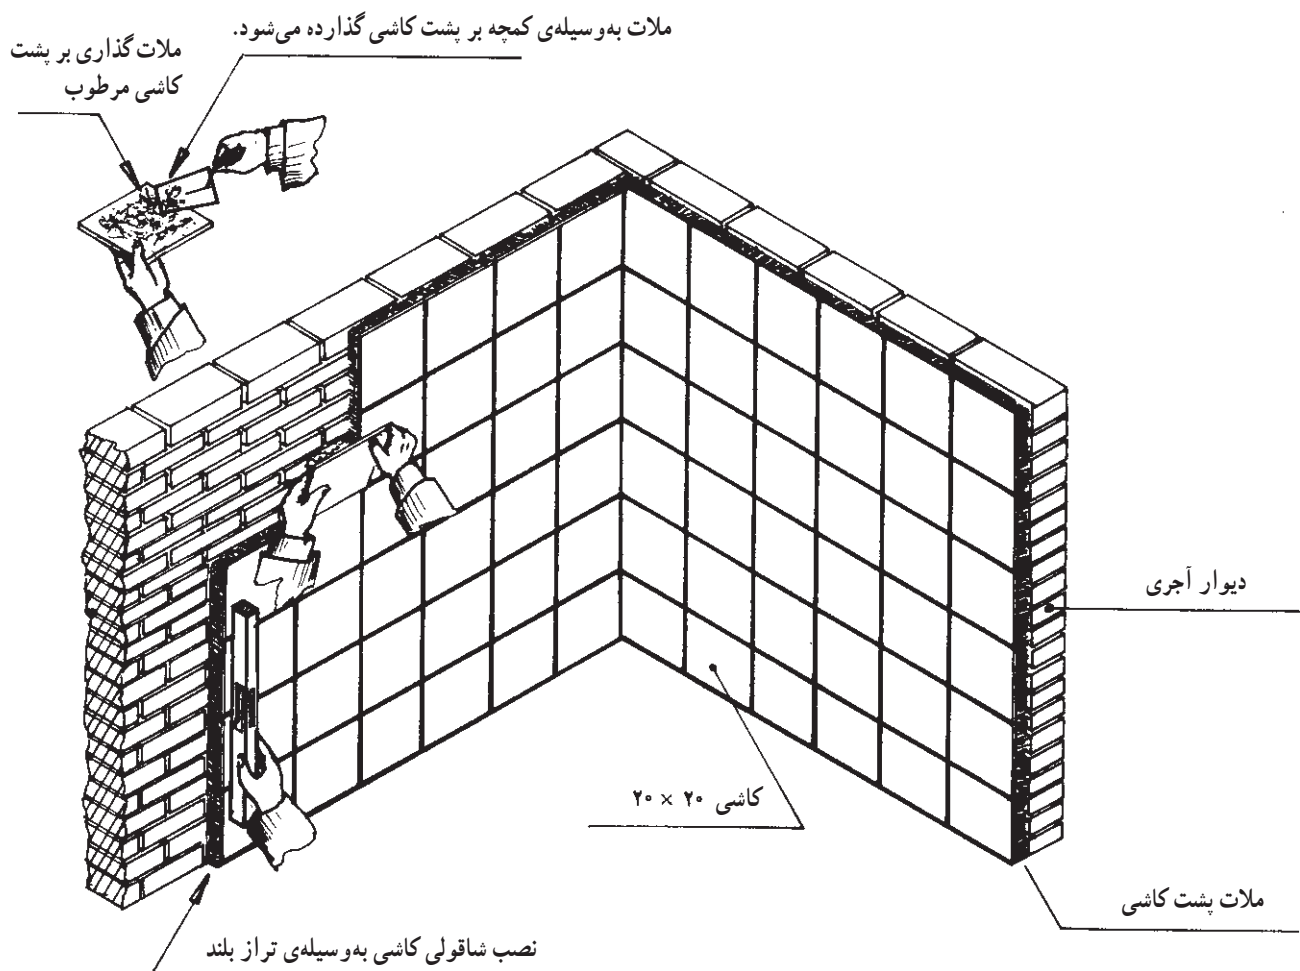 ملات به‌وسیله‌ی کمچه بر پشت کاشی گذارده می‌شود.
ملات گذاری بر پشت
کاشی مرطوب
دیوار آجری
کاشی ۲۰ × ۲۰
ملات پشت کاشی
نصب شاقولی کاشی به‌وسیله‌ی تراز بلند